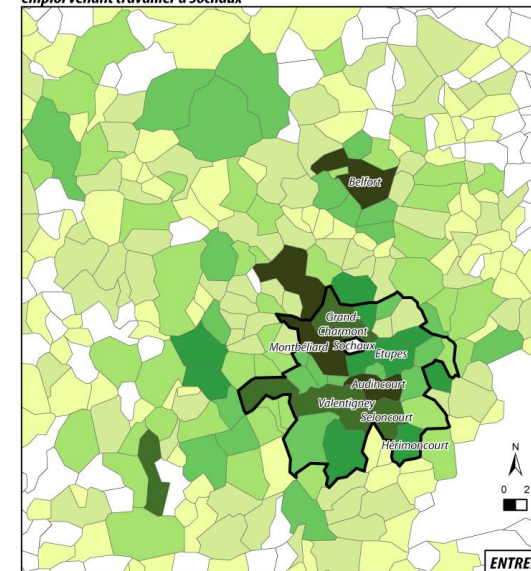 emploi venant travailler à Sochaux
Belfort
Grand-
Charmont
Montbéliard
Sochaux
Etupes
Audincourt
Valentigney
Seloncourt
Hérimoncourt
N
0 2
ENTRE